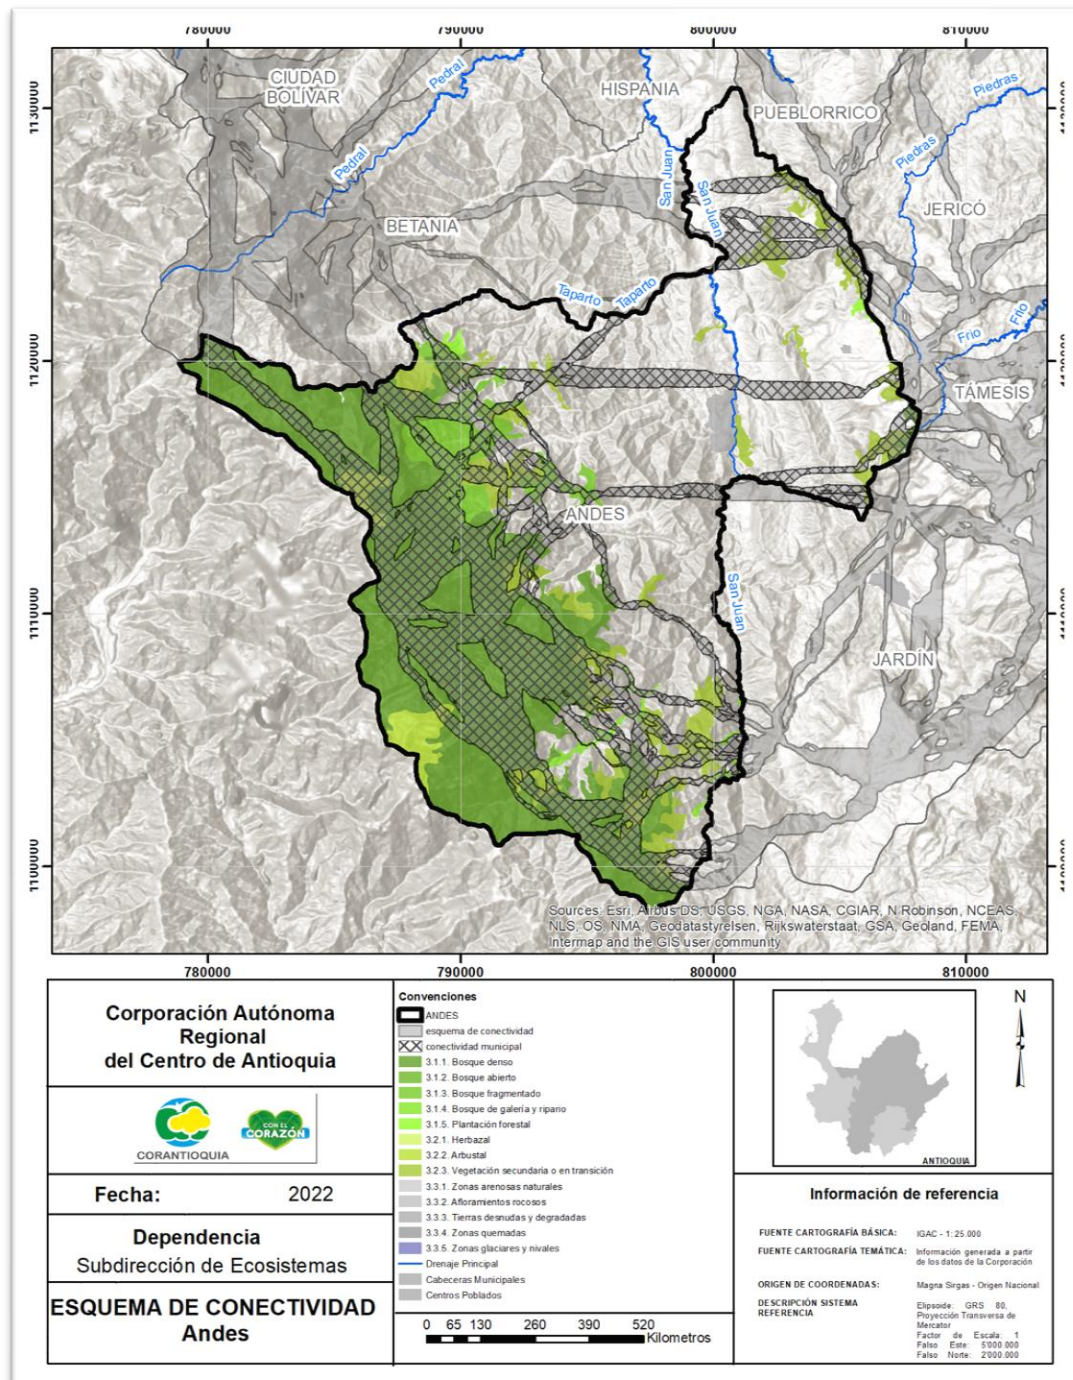 780000
790000
800000
810000
CIUDAD
BOLÍVAR
Pedral
HISPANIA
PUEBLORRICO
Piedras
1130000
Pedral
San Juan
San Juan
Piedras
JERICÓ
BETANIA
Taparto
Taparto
Frio
Frio
1120000
TÁMESIS
ANDES
San Juan
1110000
JARDÍN
1100000
Sources: Esri, Airbus DS, USGS, NGA, NASA, CGIAR, N Robinson, NCEAS,
NLS, OS, NMA, Geodatastyrelsen, Rijkswaterstaat, GSA, Geoland, FEMA,
Intermap and the GIS user community
780000
790000
800000
810000
Corporación Autónoma
Regional
del Centro de Antioquia
CORANTIOQUIA
CON EL
CORAZÓN
Fecha: 2022
Dependencia
Subdirección de Ecosistemas
ESQUEMA DE CONECTIVIDAD
Andes
Convenciones
ANDES
esquema de conectividad
conectividad municipal
3.1.1. Bosque denso
3.1.2. Bosque abierto
3.1.3. Bosque fragmentado
3.1.4. Bosque de galería y ripario
3.1.5. Plantación forestal
3.2.1. Herbazal
3.2.2. Arbustal
3.2.3. Vegetación secundaria o en transición
3.3.1. Zonas arenosas naturales
3.3.2. Afloramientos rocosos
3.3.3. Tierras desnudas y degradadas
3.3.4. Zonas quemadas
3.3.5. Zonas glaciares y nivales
Drenaje Principal
Cabeceras Municipales
Centros Poblados
0 65 130 260 390 520
Kilometros
N
ANTIOQUIA
Información de referencia
FUENTE CARTOGRAFÍA BÁSICA: IGAC - 1: 25.000
FUENTE CARTOGRAFÍA TEMÁTICA: Información generada a partir
de los datos de la Corporación
ORIGEN DE COORDENADAS: Magna Sirgas - Origen Nacional
DESCRIPCIÓN SISTEMA
REFERENCIA
Elipsoide: GRS 80,
Proyección Transversa de
Mercator
Factor de Escala: 1
Falso Este: 5'000.000
Falso Norte: 2'000.000